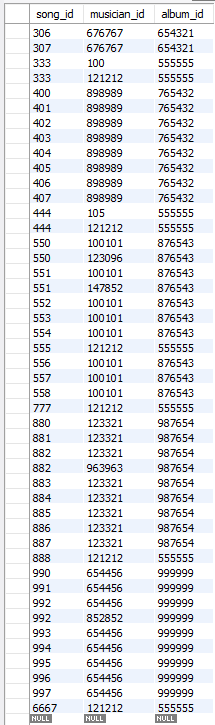 song_id musician_id album_id
306 676767 654321
307 676767 654321
333 100 555555
333 121212 555555
400 898989 765432
401 898989 765432
402 898989 765432
403 898989 765432
404 898989 765432
405 898989 765432
406 898989 765432
407 898989 765432
444 105 555555
444 121212 555555
550 100101 876543
550 123096 876543
551 100101 876543
551 147852 876543
552 100101 876543
553 100101 876543
554 100101 876543
555 121212 555555
556 100101 876543
557 100101 876543
558 100101 876543
777 121212 555555
880 123321 987654
881 123321 987654
882 123321 987654
882 963963 987654
883 123321 987654
884 123321 987654
885 123321 987654
886 123321 987654
887 123321 987654
888 121212 555555
990 654456 999999
991 654456 999999
992 654456 999999
992 852852 999999
993 654456 999999
994 654456 999999
995 654456 999999
996 654456 999999
997 654456 999999
6667 121212 555555
NULL NULL NULL